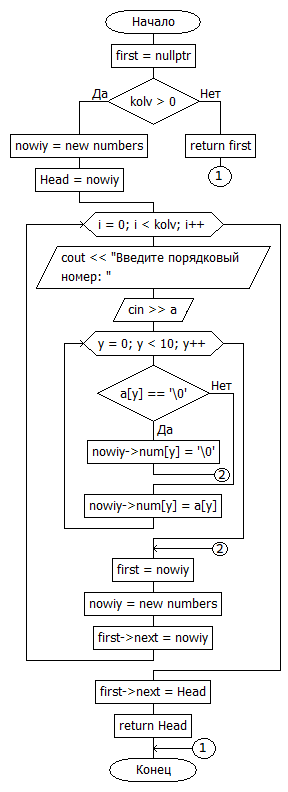 Начало
first = nullptr
Да
kolv > 0
Нет
nowiy = new numbers
return first
Head = nowiy
1
i = 0; i < kolv; i++
cout << "Введите порядковый
номер: "
cin >> a
y = 0; y < 10; y++
a[y] == '\0'
Нет
Да
nowiy->num[y] = '\0'
2
nowiy->num[y] = a[y]
2
first = nowiy
nowiy = new numbers
first->next = nowiy
first->next = Head
return Head
1
Конец